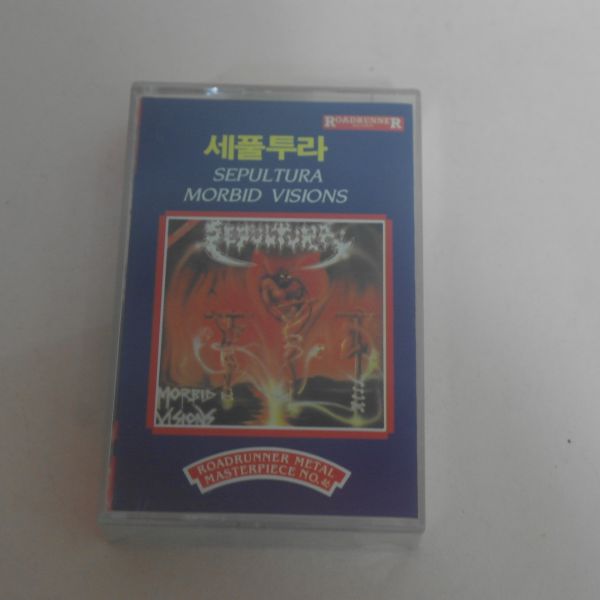 ROADRUNNER
세풀투라
SEPULTURA
MORBID VISIONS
SEPULTURA
MORBID
VISIONS
ROADRUNNER METAL
MASTERPIECE NO.